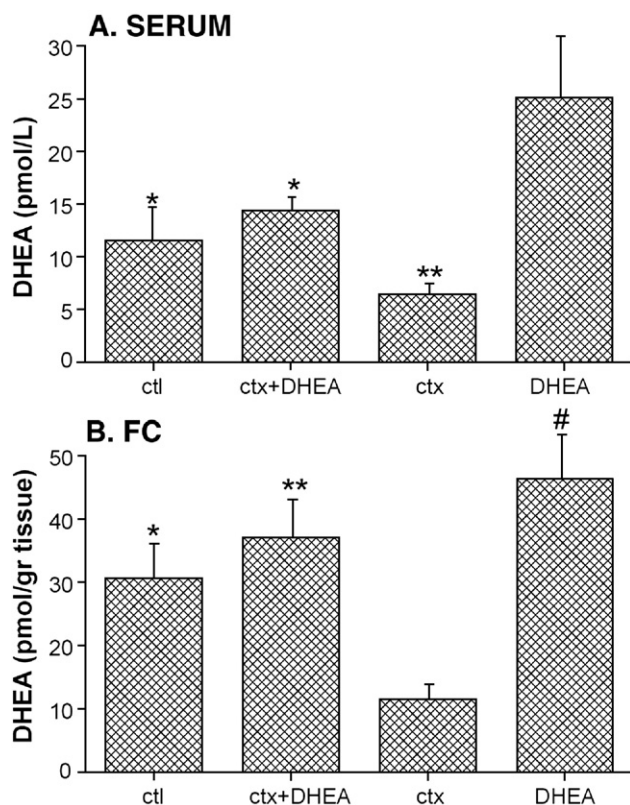 A. SERUM
DHEA (pmol/L)
30
25
20
15
10
5
0
*
*
**
ctl
ctx+DHEA
ctx
DHEA
B. FC
DHEA (pmol/gr tissue)
50
40
30
20
10
0
*
**
#
ctl
ctx+DHEA
ctx
DHEA